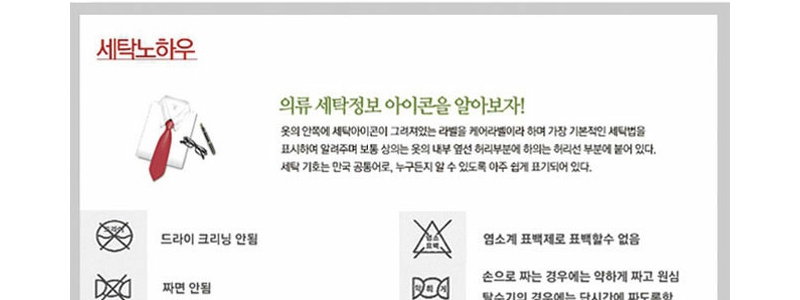 세탁노하우
의류 세탁정보 아이콘을 알아보자!
옷의 안쪽에 세탁아이콘이 그려져있는 라벨을 케어라벨이라 하며 가장 기본적인 세탁법을
표시하여 알려주며 보통 상의는 옷의 내부 옆선 허리부분에 하의는 허리선 부분에 붙어 있다.
세탁 기호는 만국 공통어로, 누구든지 알 수 있도록 아주 쉽게 표기되어 있다.
드라이
드라이 크리닝 안됨
염소
표백
염소계 표백제로 표백할수 없음
짜면 안됨
약하게
손으로 짜는 경우에는 약하게 짜고 원심
탈수기의 경우에는 단시간에 짜도록함